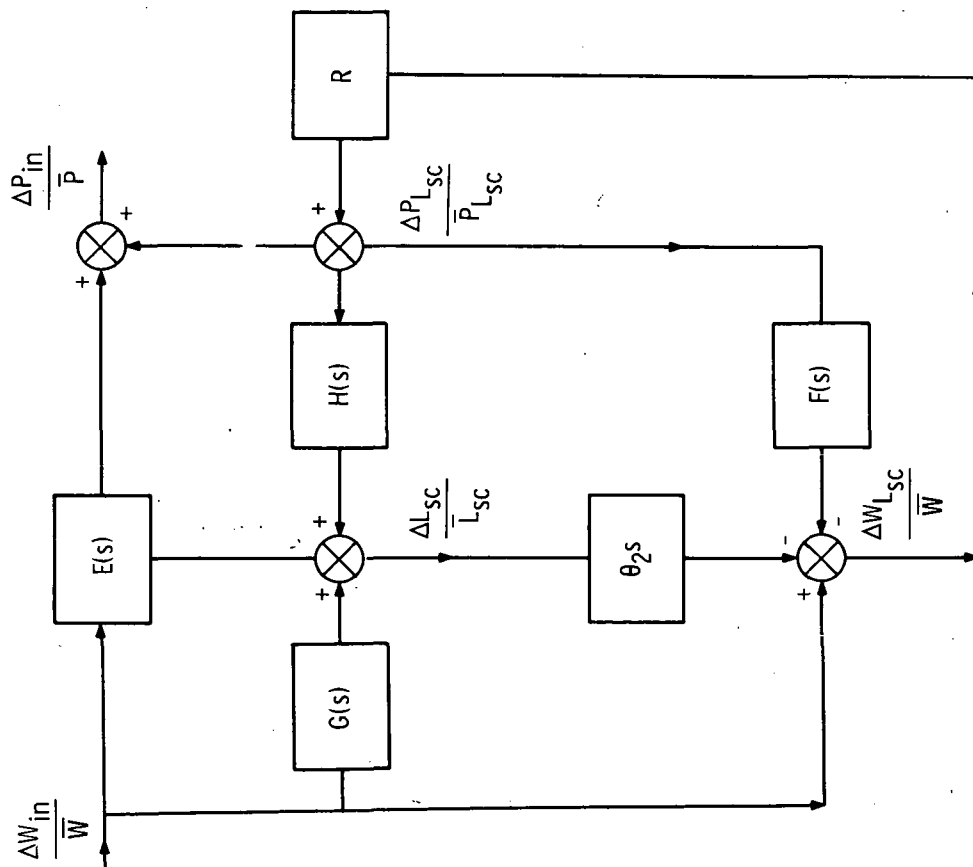 ΔW_in / W̅
E(s)
+
+
ΔP_in / P̅
G(s)
+
+
H(s)
+
R
ΔL_sc / L̅_sc
ΔP_Lsc / P̅_Lsc
θ₂s
F(s)
+
-
-
ΔW_Lsc / W̅